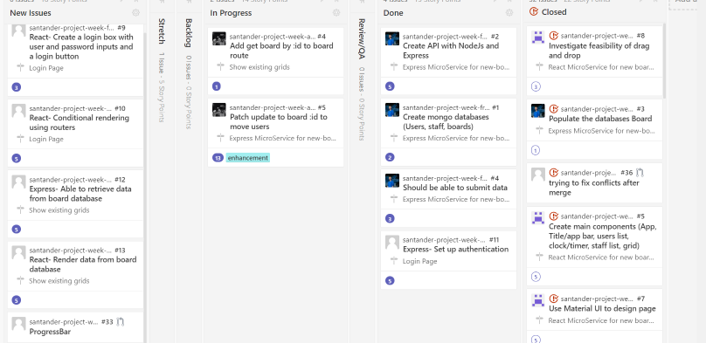 New Issues
#9
React- Create a login box with
user and password inputs and
a login button
Login Page
3
santander-project-week-... #10
React- Conditional rendering
using routers
Login Page
5
santander-project-week-... #12
Express- Able to retrieve data
from board database
Show existing grids
5
santander-project-week-... #13
React- Render data from board
database
Show existing grids
5
santander-project-w... #33
ProgressBar
Stretch 1 Issue · 5 Story Points
Backlog 0 Issues · 0 Story Points
In Progress
santander-project-week-a... #4
Add get board by :id to board
route
Show existing grids
1
santander-project-week-a... #5
Patch update to board :id to
move users
Express MicroService for new-bo...
13 enhancement
Review/QA 0 Issues · 0 Story Points
Done
santander-project-week-f... #2
Create API with NodeJs and
Express
Express MicroService for new-bo...
5
santander-project-week-fr... #1
Create mongo databases
(Users, staff, boards)
Express MicroService for new-bo...
2
santander-project-week-f... #4
Should be able to submit data
Express MicroService for new-bo...
3
santander-project-week-... #11
Express- Set up authentication
Login Page
5
Closed
santander-project-we... #8
Investigate feasibility of drag
and drop
React MicroService for new boar...
3
santander-project-we... #3
Populate the databases Board
Express MicroService for new-bo...
5
santander-proje... #36
trying to fix conflicts after
merge
santander-project-we... #5
Create main components (App,
Title/app bar, users list,
clock/timer, staff list, grid)
React MicroService for new boar...
5
santander-project-we... #7
Use Material UI to design page
React MicroService for new boar...
5